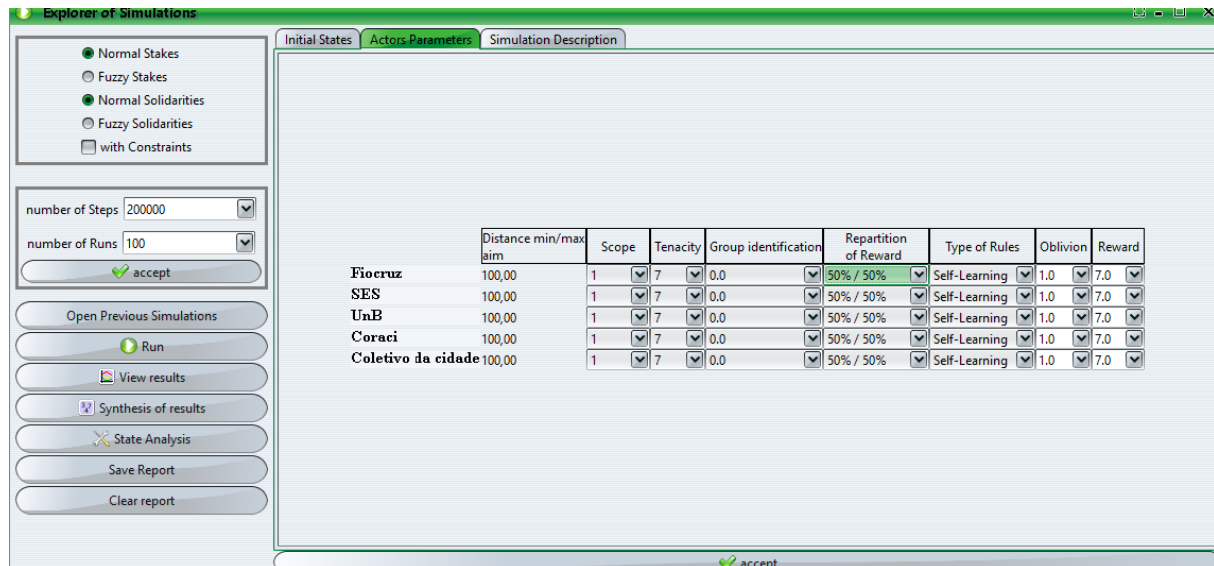 Explorer of Simulations
Normal Stakes
Fuzzy Stakes
Normal Solidarities
Fuzzy Solidarities
with Constraints
number of Steps 200000
number of Runs 100
accept
Open Previous Simulations
Run
View results
Synthesis of results
State Analysis
Save Report
Clear report
Initial States Actors Parameters Simulation Description
Distance min/max aim Scope Tenacity Group identification Repartition of Reward Type of Rules Oblivion Reward
Fiocruz 100,00 1 7 0.0 50% / 50% Self-Learning 1.0 7.0
SES 100,00 1 7 0.0 50% / 50% Self-Learning 1.0 7.0
UnB 100,00 1 7 0.0 50% / 50% Self-Learning 1.0 7.0
Coraci 100,00 1 7 0.0 50% / 50% Self-Learning 1.0 7.0
Coletivo da cidade 100,00 1 7 0.0 50% / 50% Self-Learning 1.0 7.0
accept